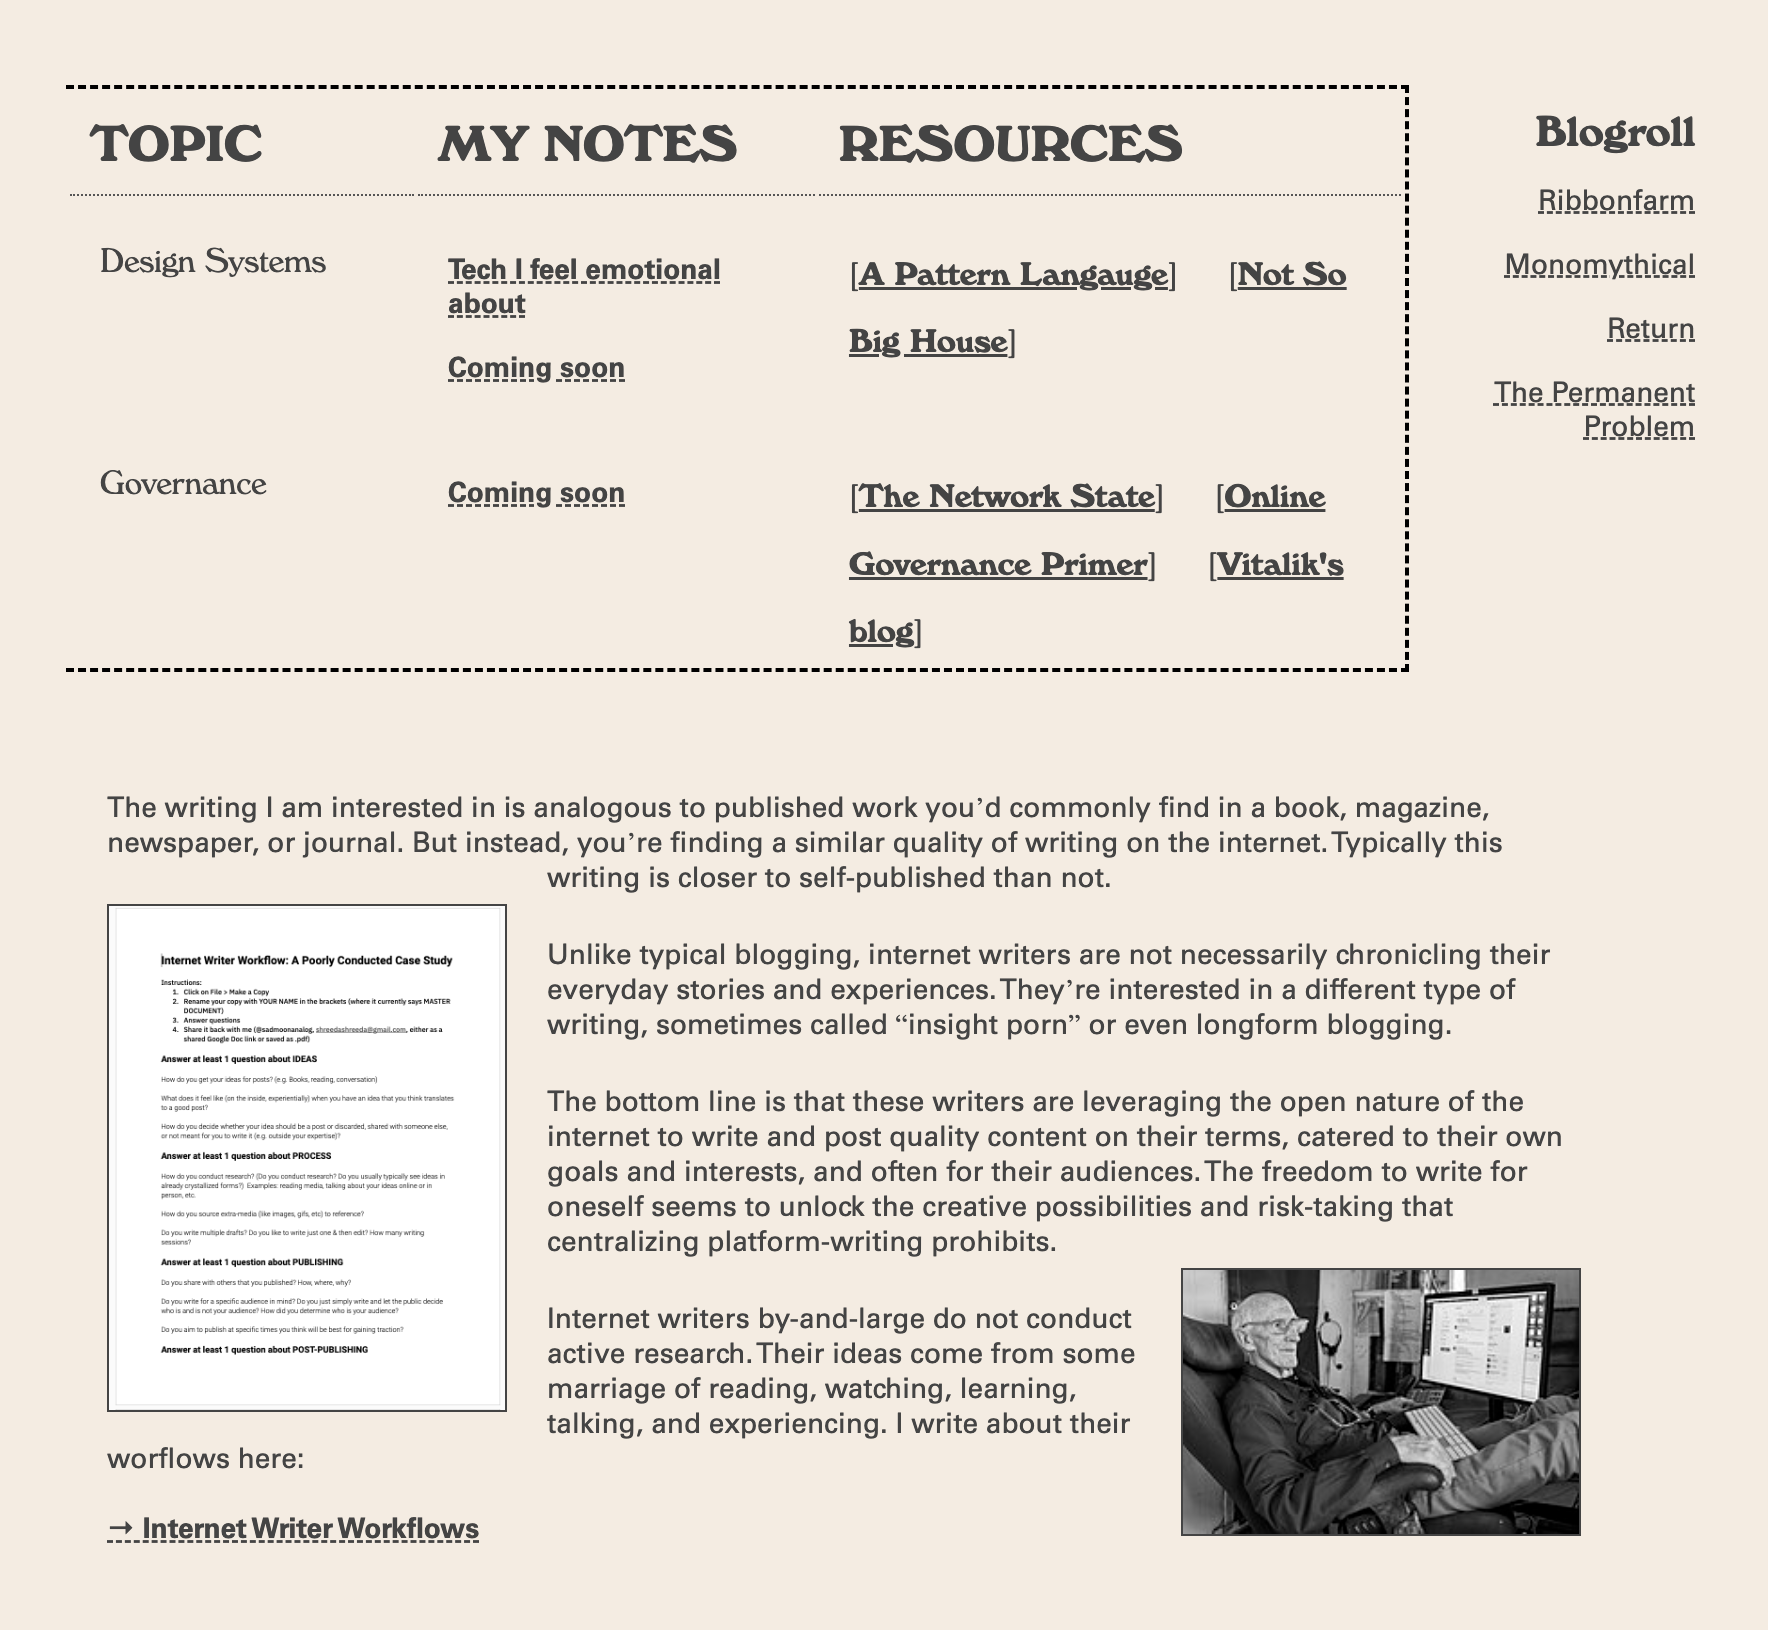 TOPIC
MY NOTES
RESOURCES
Design Systems
Tech I feel emotional
about
Coming soon
[A Pattern Langauge] [Not So
Big House]
Governance
Coming soon
[The Network State] [Online
Governance Primer] [Vitalik's
blog]
Blogroll
Ribbonfarm
Monomythical
Return
The Permanent
Problem
The writing I am interested in is analogous to published work you’d commonly find in a book, magazine,
newspaper, or journal. But instead, you’re finding a similar quality of writing on the internet. Typically this
writing is closer to self-published than not.
Internet Writer Workflow: A Poorly Conducted Case Study
Instructions:
1. Click on File > Make a Copy
2. Rename your copy with YOUR NAME in the brackets (where it currently says MASTER
DOCUMENT)
3. Answer questions
4. Share it back with me (@sadmoonanalog, shreedashreeda@gmail.com, either as a
shared Google Doc link or saved as .pdf)
Answer at least 1 question about IDEAS
How do you get your ideas for posts? (e.g. Books, reading, conversation)
What does it feel like (on the inside, experientially) when you have an idea that you think translates
to a good post?
How do you decide whether your idea should be a post or discarded, shared with someone else,
or not meant for you to write it (e.g. outside your expertise)?
Answer at least 1 question about PROCESS
How do you conduct research? (Do you conduct research? Do you usually typically see ideas in
already crystallized forms?) Examples: reading media, talking about your ideas online or in
person, etc.
How do you source extra-media (like images, gifs, etc) to reference?
Do you write multiple drafts? Do you like to write just one & then edit? How many writing
sessions?
Answer at least 1 question about PUBLISHING
Do you share with others that you published? How, where, why?
Do you write for a specific audience in mind? Do you just simply write and let the public decide
who is and is not your audience? How did you determine who is your audience?
Do you aim to publish at specific times you think will be best for gaining traction?
Answer at least 1 question about POST-PUBLISHING
Unlike typical blogging, internet writers are not necessarily chronicling their
everyday stories and experiences. They’re interested in a different type of
writing, sometimes called “insight porn” or even longform blogging.
The bottom line is that these writers are leveraging the open nature of the
internet to write and post quality content on their terms, catered to their own
goals and interests, and often for their audiences. The freedom to write for
oneself seems to unlock the creative possibilities and risk-taking that
centralizing platform-writing prohibits.
Internet writers by-and-large do not conduct
active research. Their ideas come from some
marriage of reading, watching, learning,
talking, and experiencing. I write about their
worflows here:
→ Internet Writer Workflows